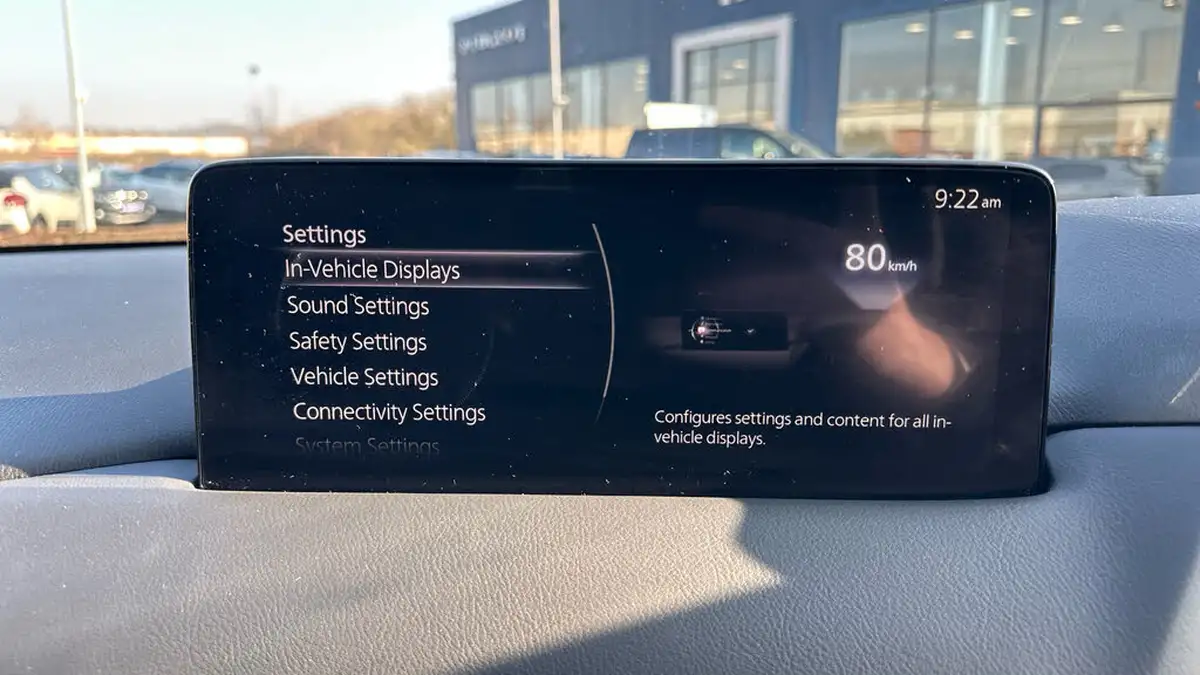 9:22 am
Settings
In-Vehicle Displays
Sound Settings
Safety Settings
Vehicle Settings
Connectivity Settings
System Settings
80 km/h
Configures settings and content for all in-
vehicle displays.